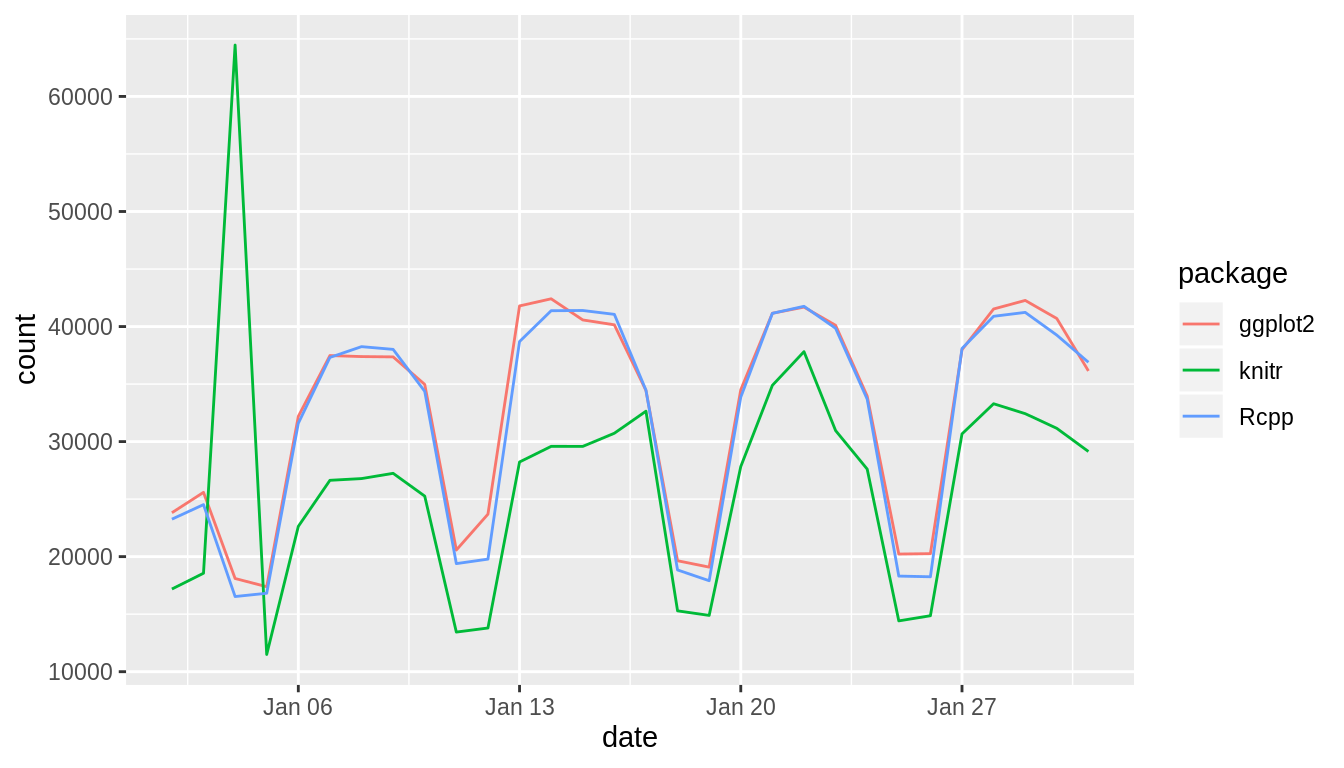 60000
50000
40000
30000
20000
10000
count
Jan 06
Jan 13
Jan 20
Jan 27
date
package
ggplot2
knitr
Rcpp